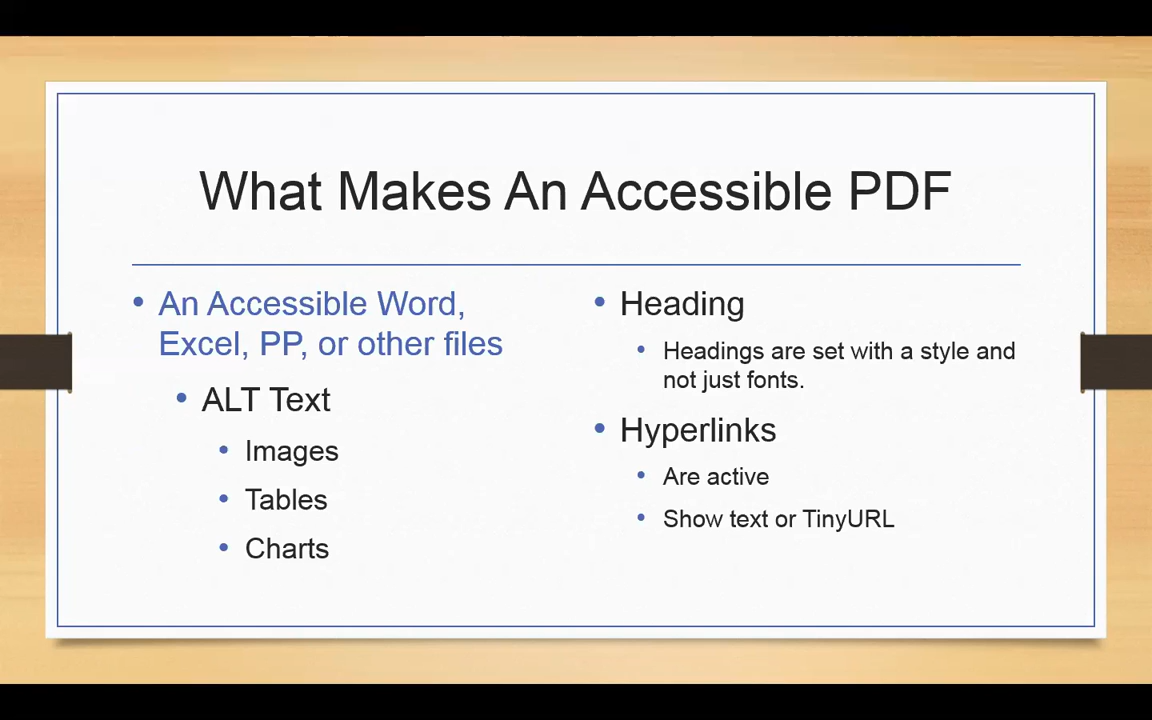 What Makes An Accessible PDF
• An Accessible Word,
Excel, PP, or other files
• ALT Text
• Images
• Tables
• Charts
• Heading
• Headings are set with a style and
not just fonts.
• Hyperlinks
• Are active
• Show text or TinyURL